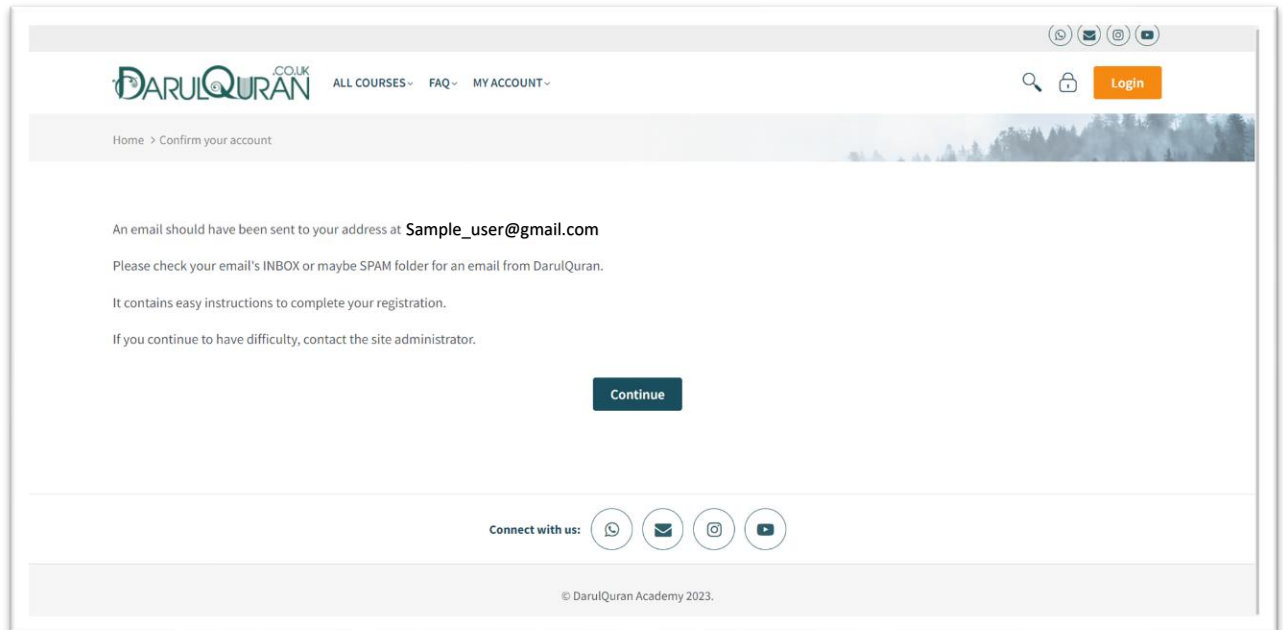 DARULQURAN .CO.UK
ALL COURSES FAQ MY ACCOUNT
Login
Home > Confirm your account
An email should have been sent to your address at Sample_user@gmail.com
Please check your email's INBOX or maybe SPAM folder for an email from DarulQuran.
It contains easy instructions to complete your registration.
If you continue to have difficulty, contact the site administrator.
Continue
Connect with us:
© DarulQuran Academy 2023.